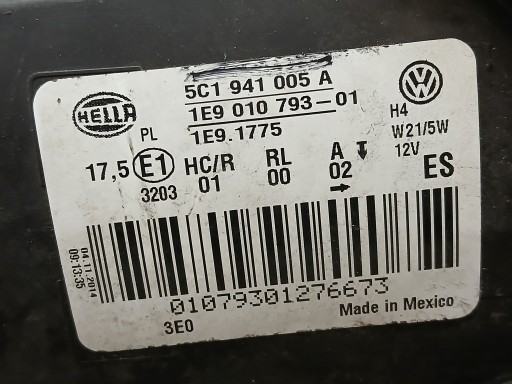 HELLA
5C1 941 005 A
1E9 010 793-01
1E9.1775
PL
H4
W21/5W
12V
17,5 E1 HC/R RL A
3203 01 00 02
ES
04.11.2014
09:13:35
01079301276673
3E0
Made in Mexico